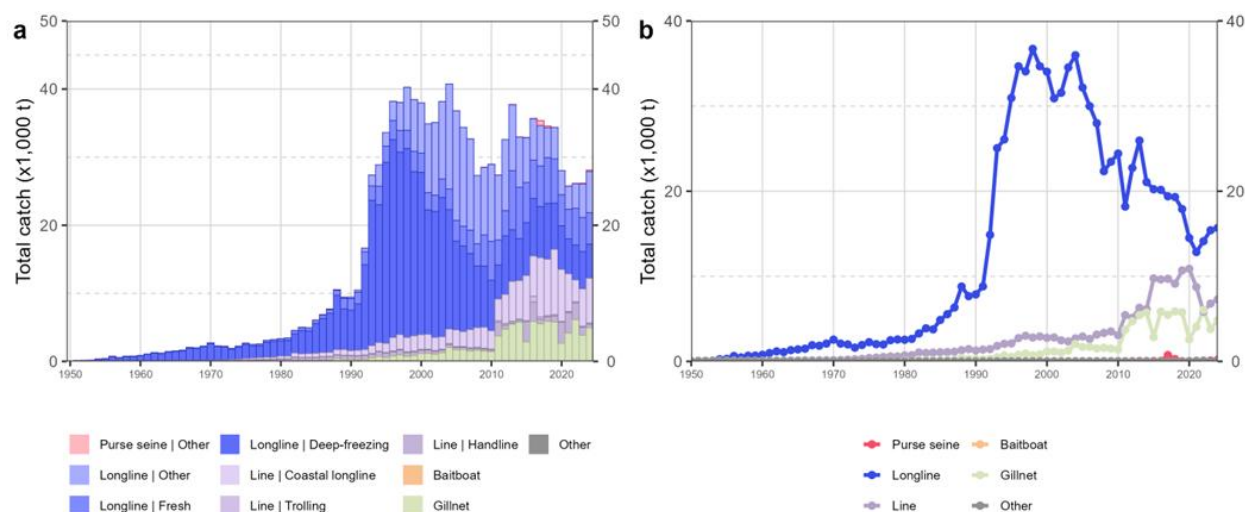 a
50
50
40
40
20
20
0
0
Total catch (x1,000 t)
1950 1960 1970 1980 1990 2000 2010 2020
Purse seine | Other
Longline | Deep-freezing
Line | Handline
Other
Longline | Other
Line | Coastal longline
Baitboat
Longline | Fresh
Line | Trolling
Gillnet
b
40
40
20
20
0
0
Total catch (x1,000 t)
1950 1960 1970 1980 1990 2000 2010 2020
Purse seine
Baitboat
Longline
Gillnet
Line
Other